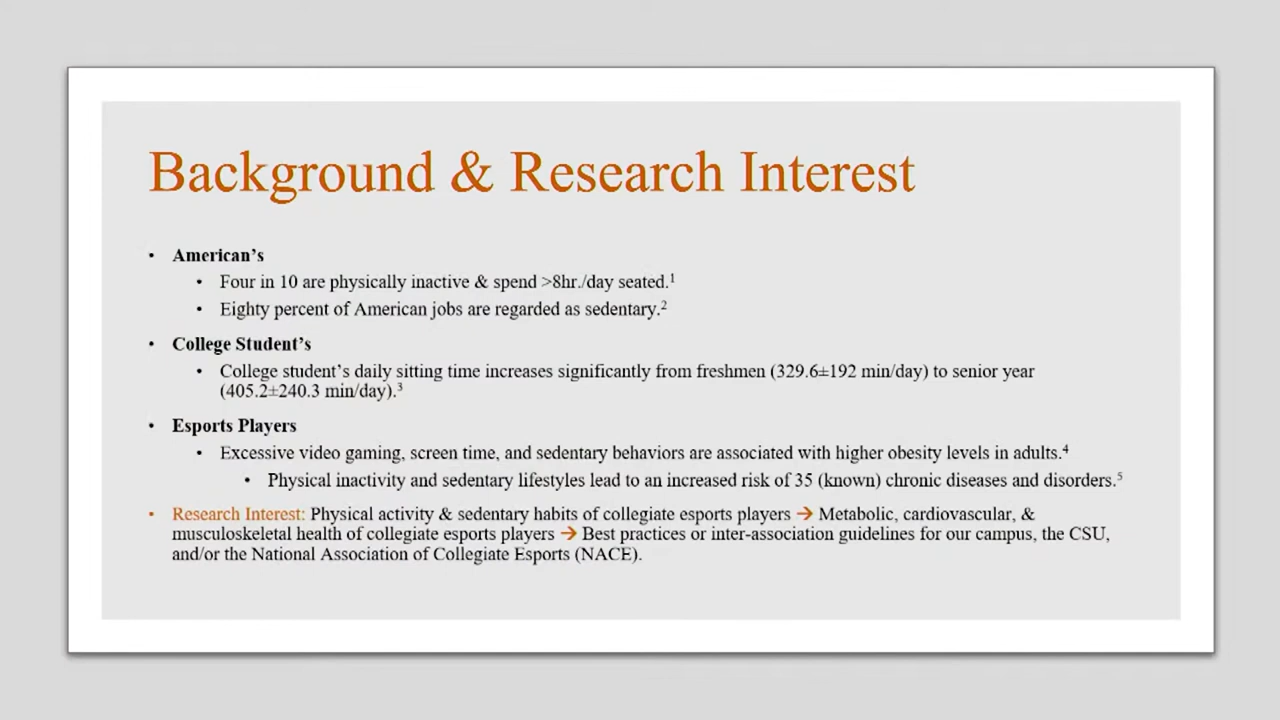 Background & Research Interest
• American's
• Four in 10 are physically inactive & spend >8hr./day seated.¹
• Eighty percent of American jobs are regarded as sedentary.²
• College Student's
• College student's daily sitting time increases significantly from freshmen (329.6±192 min/day) to senior year
(405.2±240.3 min/day).³
• Esports Players
• Excessive video gaming, screen time, and sedentary behaviors are associated with higher obesity levels in adults.⁴
• Physical inactivity and sedentary lifestyles lead to an increased risk of 35 (known) chronic diseases and disorders.⁵
• Research Interest: Physical activity & sedentary habits of collegiate esports players → Metabolic, cardiovascular, &
musculoskeletal health of collegiate esports players → Best practices or inter-association guidelines for our campus, the CSU,
and/or the National Association of Collegiate Esports (NACE).